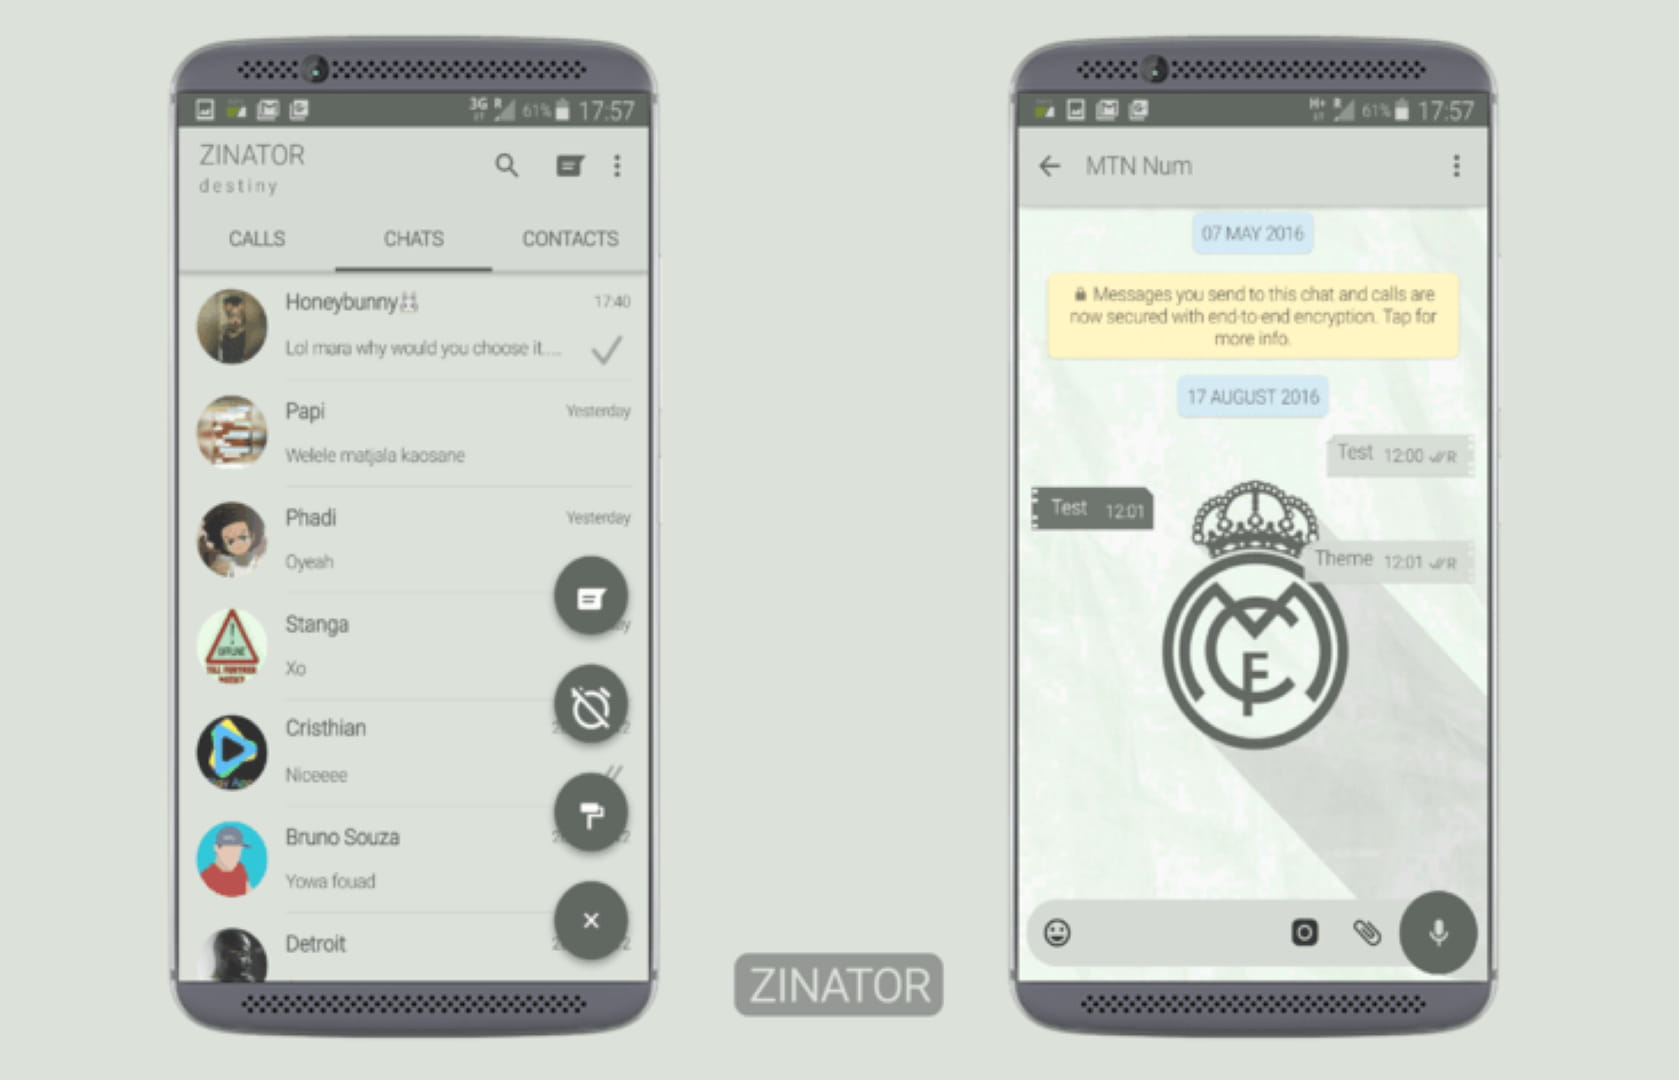 3G R 61% 17:57
ZINATOR
destiny
CALLS CHATS CONTACTS
Honeybunny 17:40
Lol mara why would you choose it....
Papi Yesterday
Welele matjala kaosane
Phadi Yesterday
Oyeah
Stanga
Xo
OFFLINE
TILL FURTHER
NOTICE!
Cristhian
Niceeee
Bruno Souza
Yowa fouad
Detroit
ZINATOR
H+ R 61% 17:57
MTN Num
07 MAY 2016
Messages you send to this chat and calls are
now secured with end-to-end encryption. Tap for
more info.
17 AUGUST 2016
Test 12:00 R
Test 12:01
Theme 12:01 R